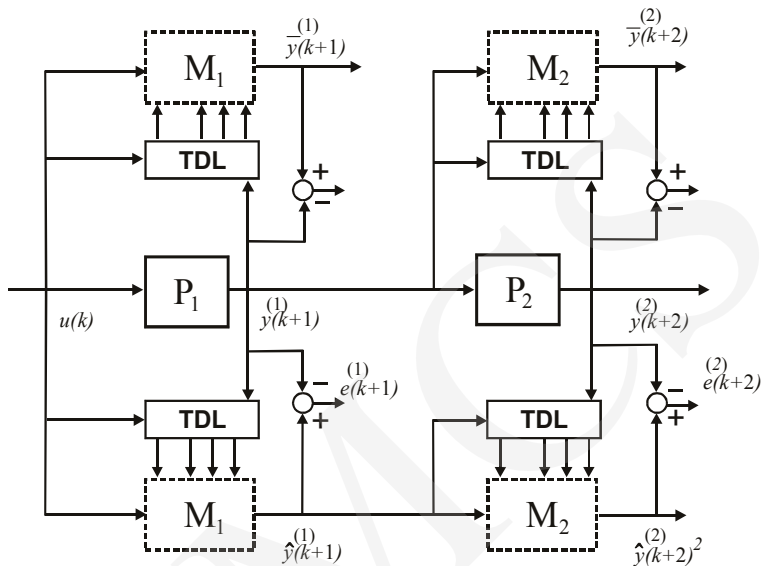 (1)
ȳ(k+1)
(2)
ȳ(k+2)
M₁
M₂
TDL
TDL
+
−
+
−
P₁
P₂
u(k)
(1)
y(k+1)
(2)
y(k+2)
−
+
(1)
e(k+1)
−
+
(2)
e(k+2)
TDL
TDL
M₁
M₂
(1)
ŷ(k+1)
(2)
ŷ(k+2)²
MCS